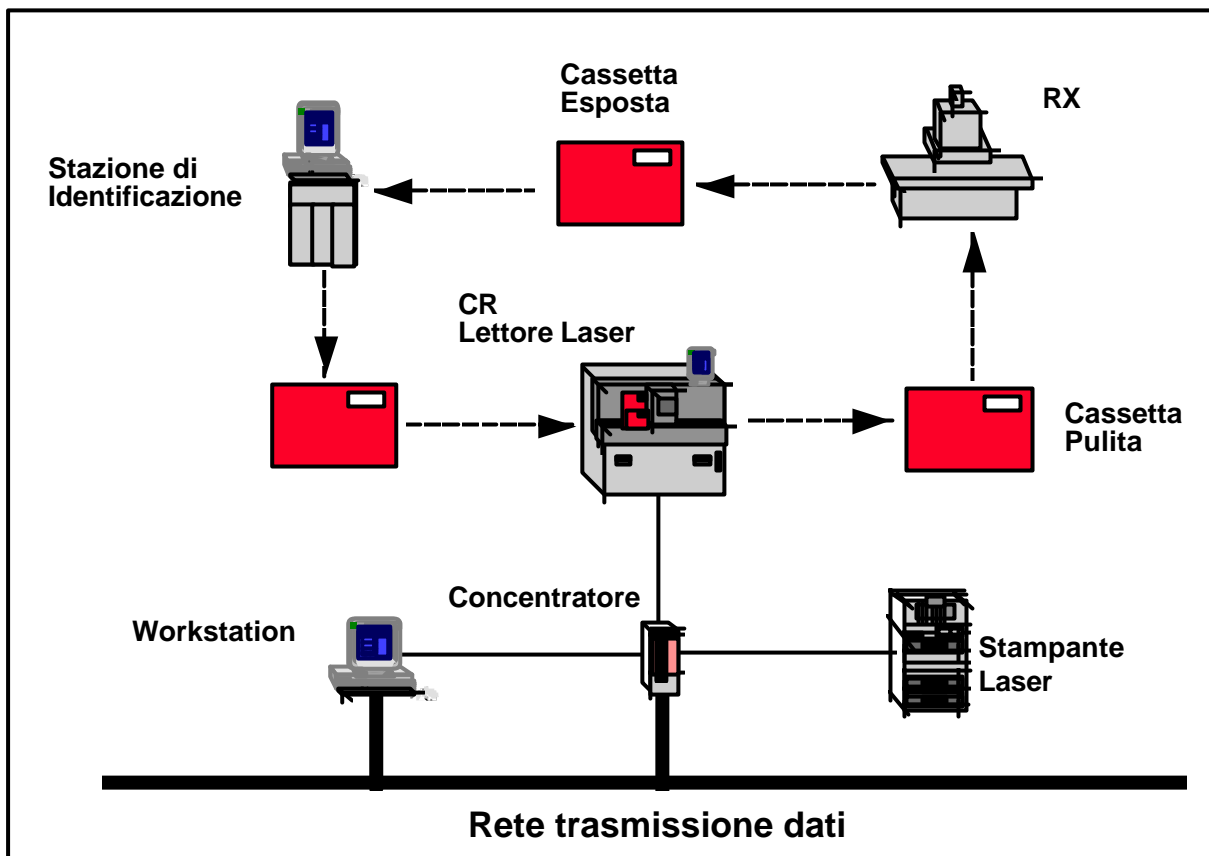 Cassetta
Esposta
RX
Stazione di
Identificazione
CR
Lettore Laser
Cassetta
Pulita
Concentratore
Workstation
Stampante
Laser
Rete trasmissione dati